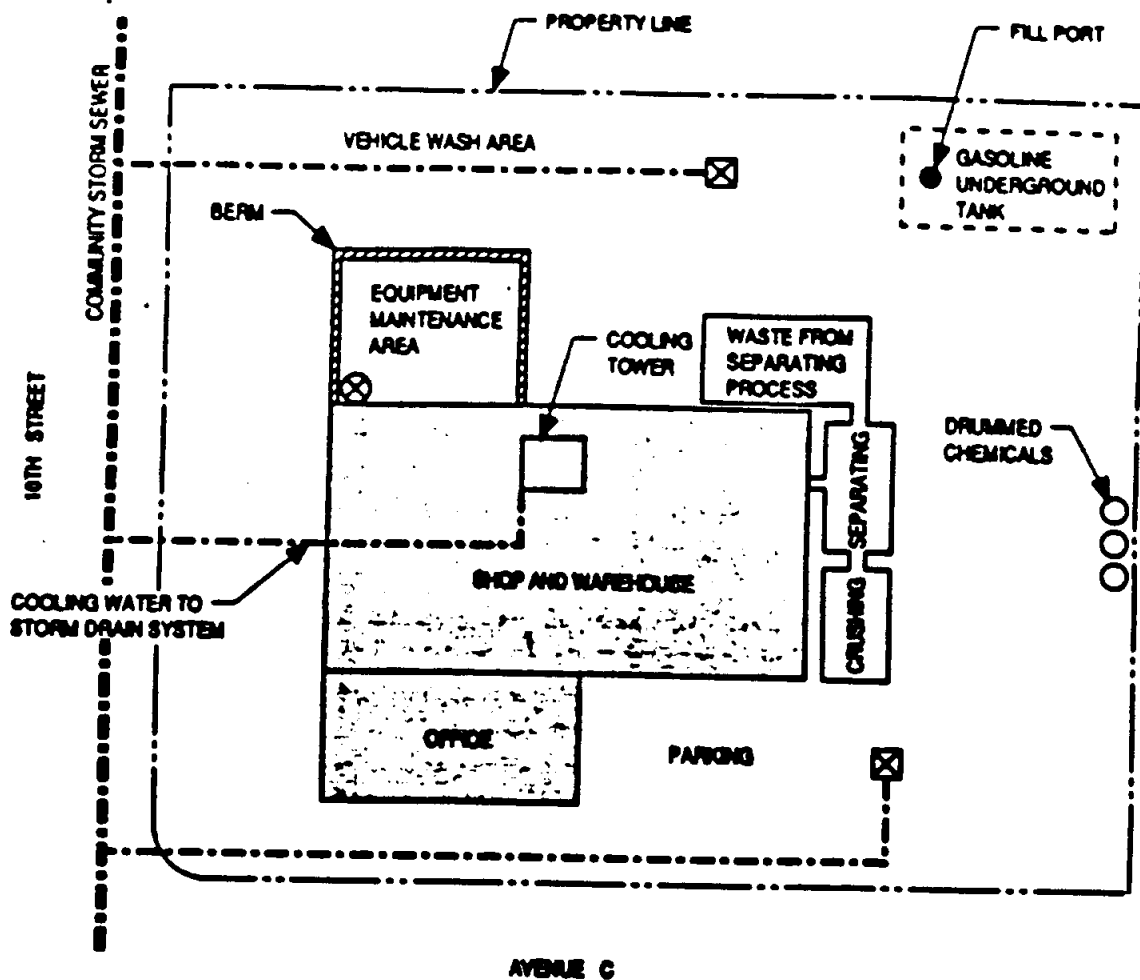 PROPERTY LINE
FILL PORT
COMMUNITY STORM SEWER
VEHICLE WASH AREA
GASOLINE
UNDERGROUND
TANK
BERM
EQUIPMENT
MAINTENANCE
AREA
COOLING
TOWER
WASTE FROM
SEPARATING
PROCESS
10TH STREET
DRUMMED
CHEMICALS
SEPARATING
COOLING WATER TO
STORM DRAIN SYSTEM
SHOP AND WAREHOUSE
CRUSHING
OFFICE
PARKING
AVENUE C